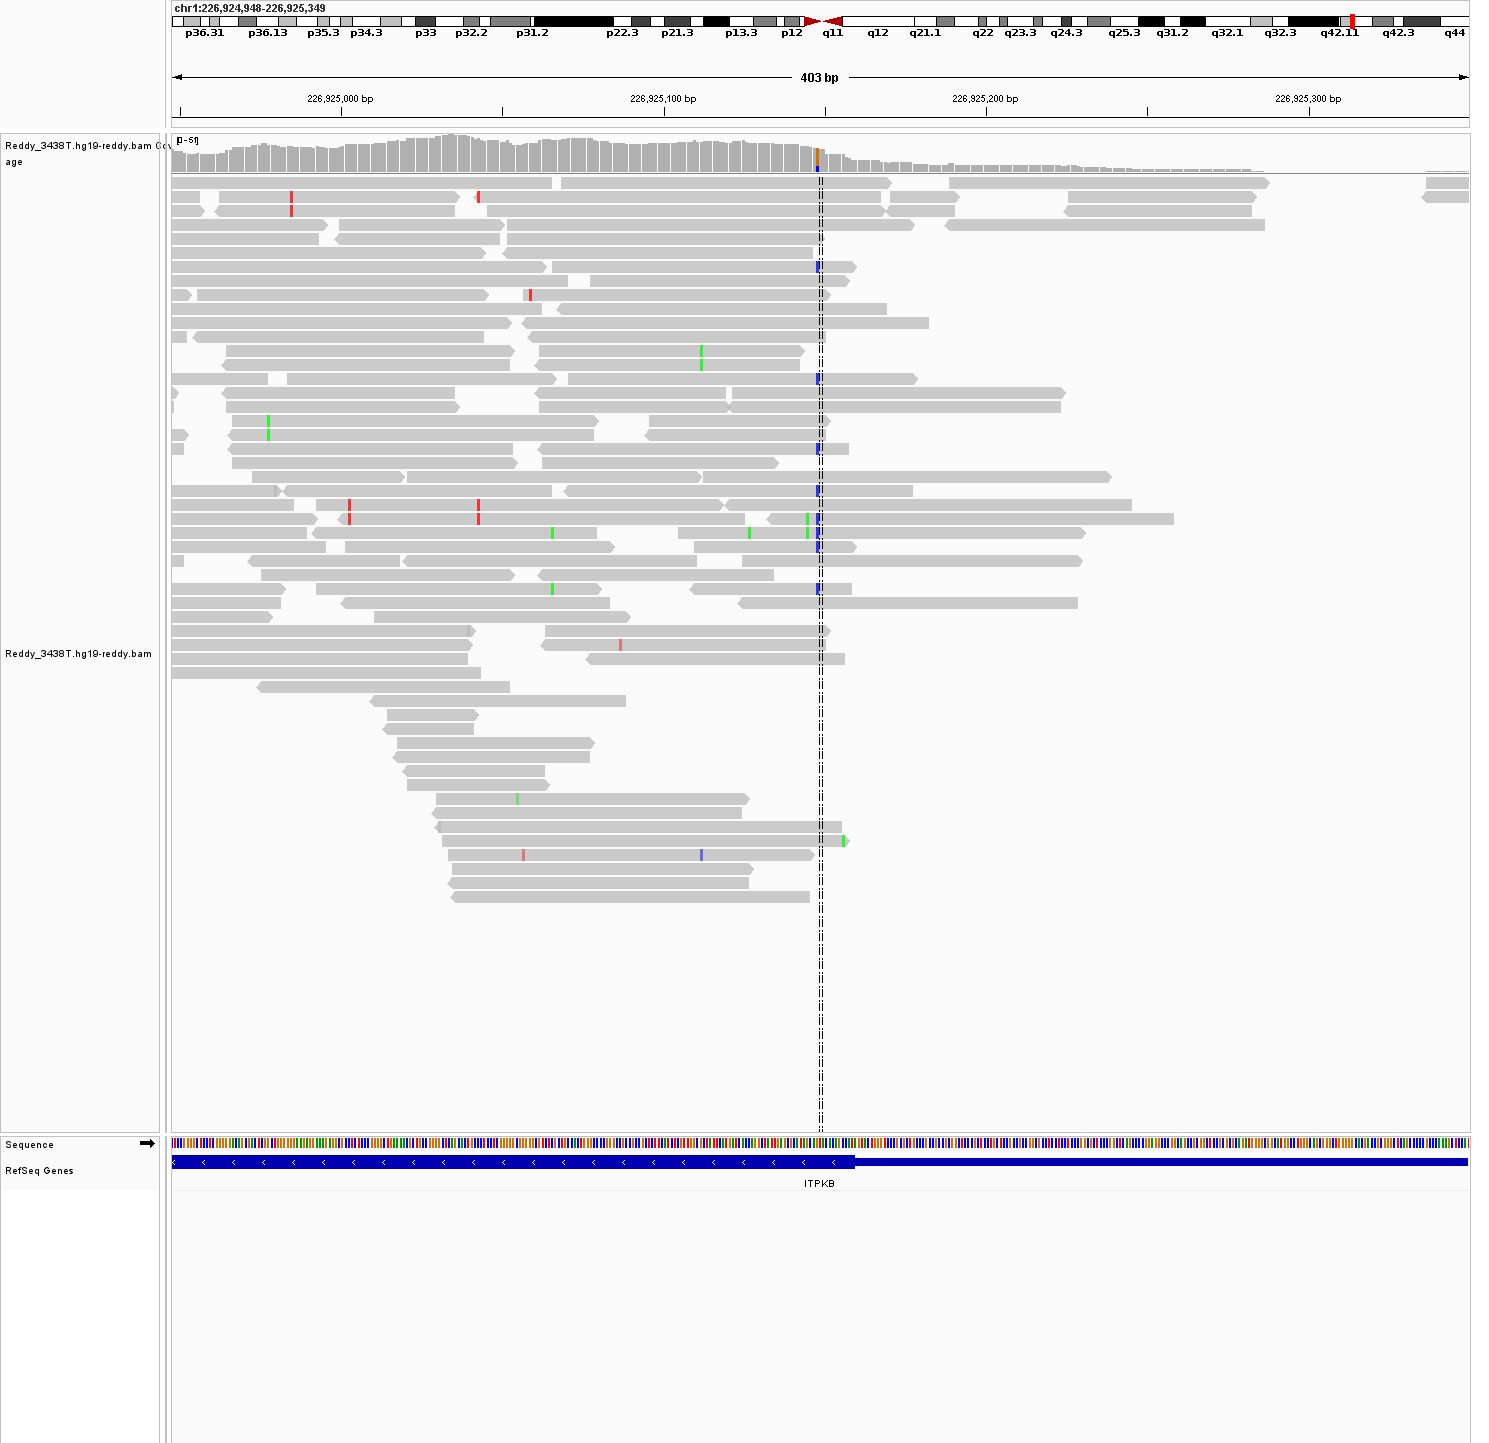 chr1:226,924,948-226,925,349
p36.31 p36.13 p35.3 p34.3 p33 p32.2 p31.2 p22.3 p21.3 p13.3 p12 q11 q12 q21.1 q22 q23.3 q24.3 q25.3 q31.2 q32.1 q32.3 q42.11 q42.3 q44
403 bp
226,925,000 bp 226,925,100 bp 226,925,200 bp 226,925,300 bp
[0-51]
Reddy_3438T.hg19-reddy.bam Cov
age
Reddy_3438T.hg19-reddy.bam
Sequence
RefSeq Genes
ITPKB